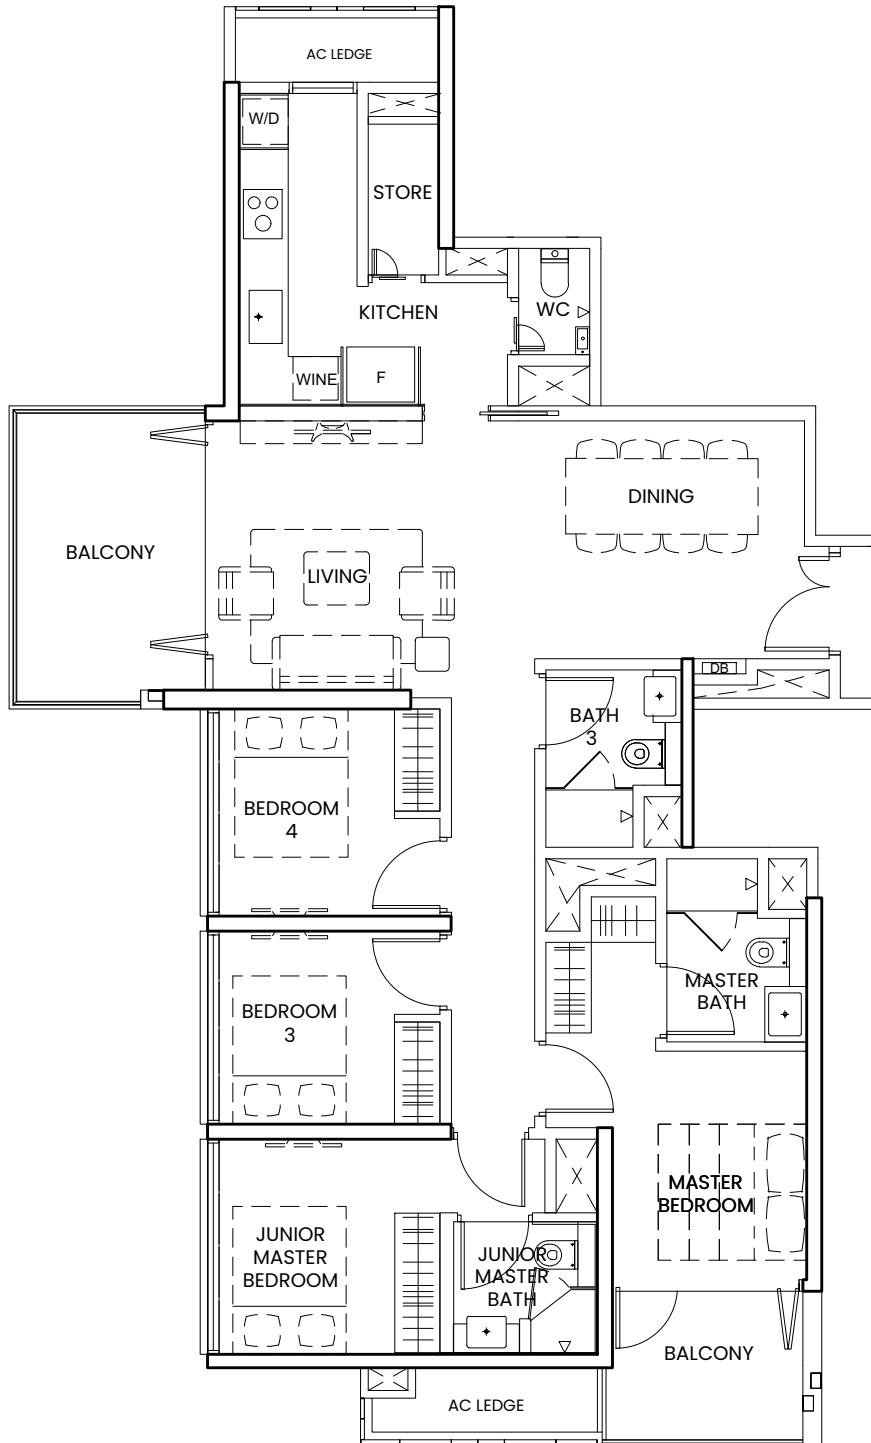 AC LEDGE
W/D
STORE
KITCHEN
WC
WINE
F
DINING
BALCONY
LIVING
DB
BATH
3
BEDROOM
4
MASTER
BATH
BEDROOM
3
MASTER
BEDROOM
JUNIOR
MASTER
BEDROOM
JUNIOR
MASTER
BATH
BALCONY
AC LEDGE